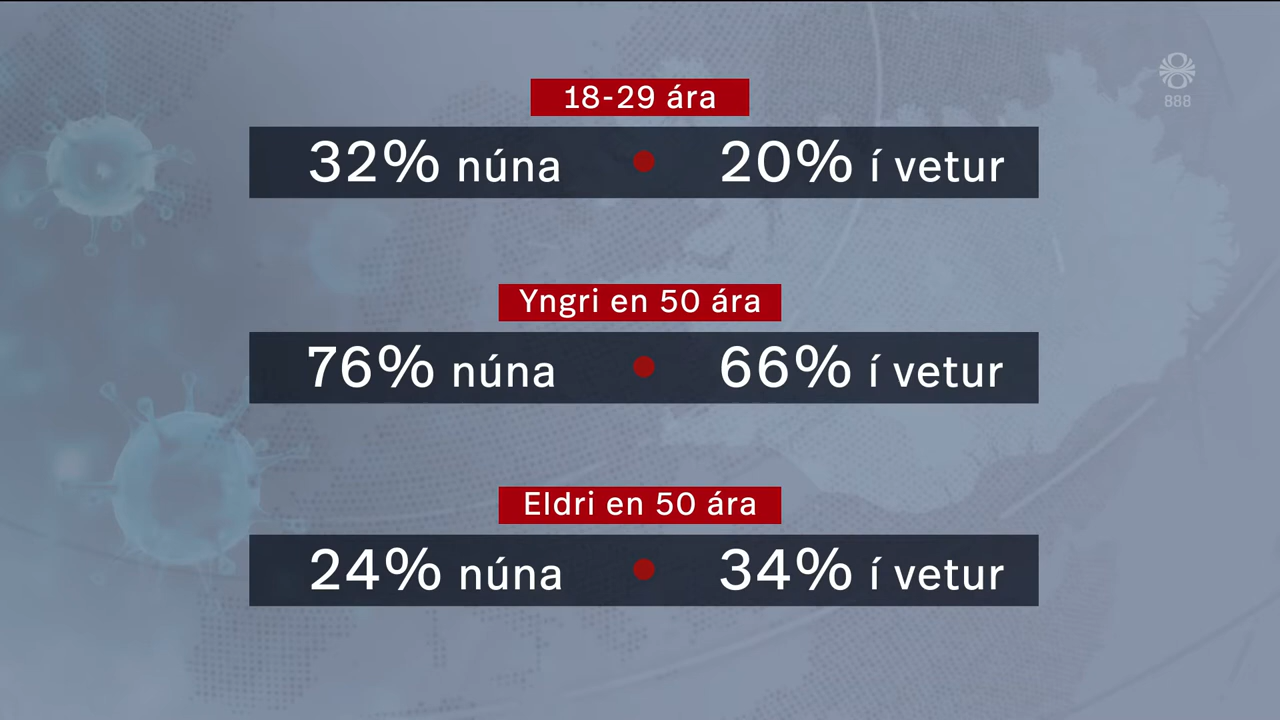 18-29 ára
32% núna • 20% í vetur
Yngri en 50 ára
76% núna • 66% í vetur
Eldri en 50 ára
24% núna • 34% í vetur
888